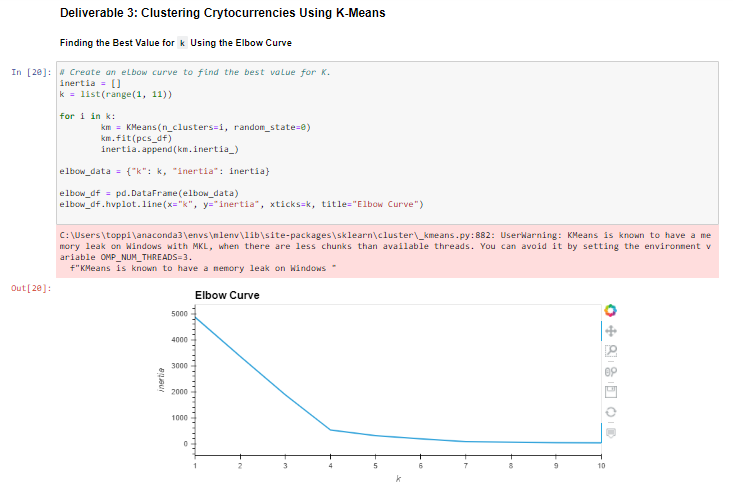 Deliverable 3: Clustering Crytocurrencies Using K-Means
Finding the Best Value for k Using the Elbow Curve
In [20]: # Create an elbow curve to find the best value for K.
inertia = []
k = list(range(1, 11))
for i in k:
km = KMeans(n_clusters=i, random_state=0)
km.fit(pcs_df)
inertia.append(km.inertia_)
elbow_data = {"k": k, "inertia": inertia}
elbow_df = pd.DataFrame(elbow_data)
elbow_df.hvplot.line(x="k", y="inertia", xticks=k, title="Elbow Curve")
C:\Users\toppi\anaconda3\envs\mlenv\lib\site-packages\sklearn\cluster\_kmeans.py:882: UserWarning: KMeans is known to have a me
mory leak on Windows with MKL, when there are less chunks than available threads. You can avoid it by setting the environment v
ariable OMP_NUM_THREADS=3.
f"KMeans is known to have a memory leak on Windows "
Out[20]:
Elbow Curve
5000
4000
3000
2000
1000
0
inertia
1 2 3 4 5 6 7 8 9 10
k